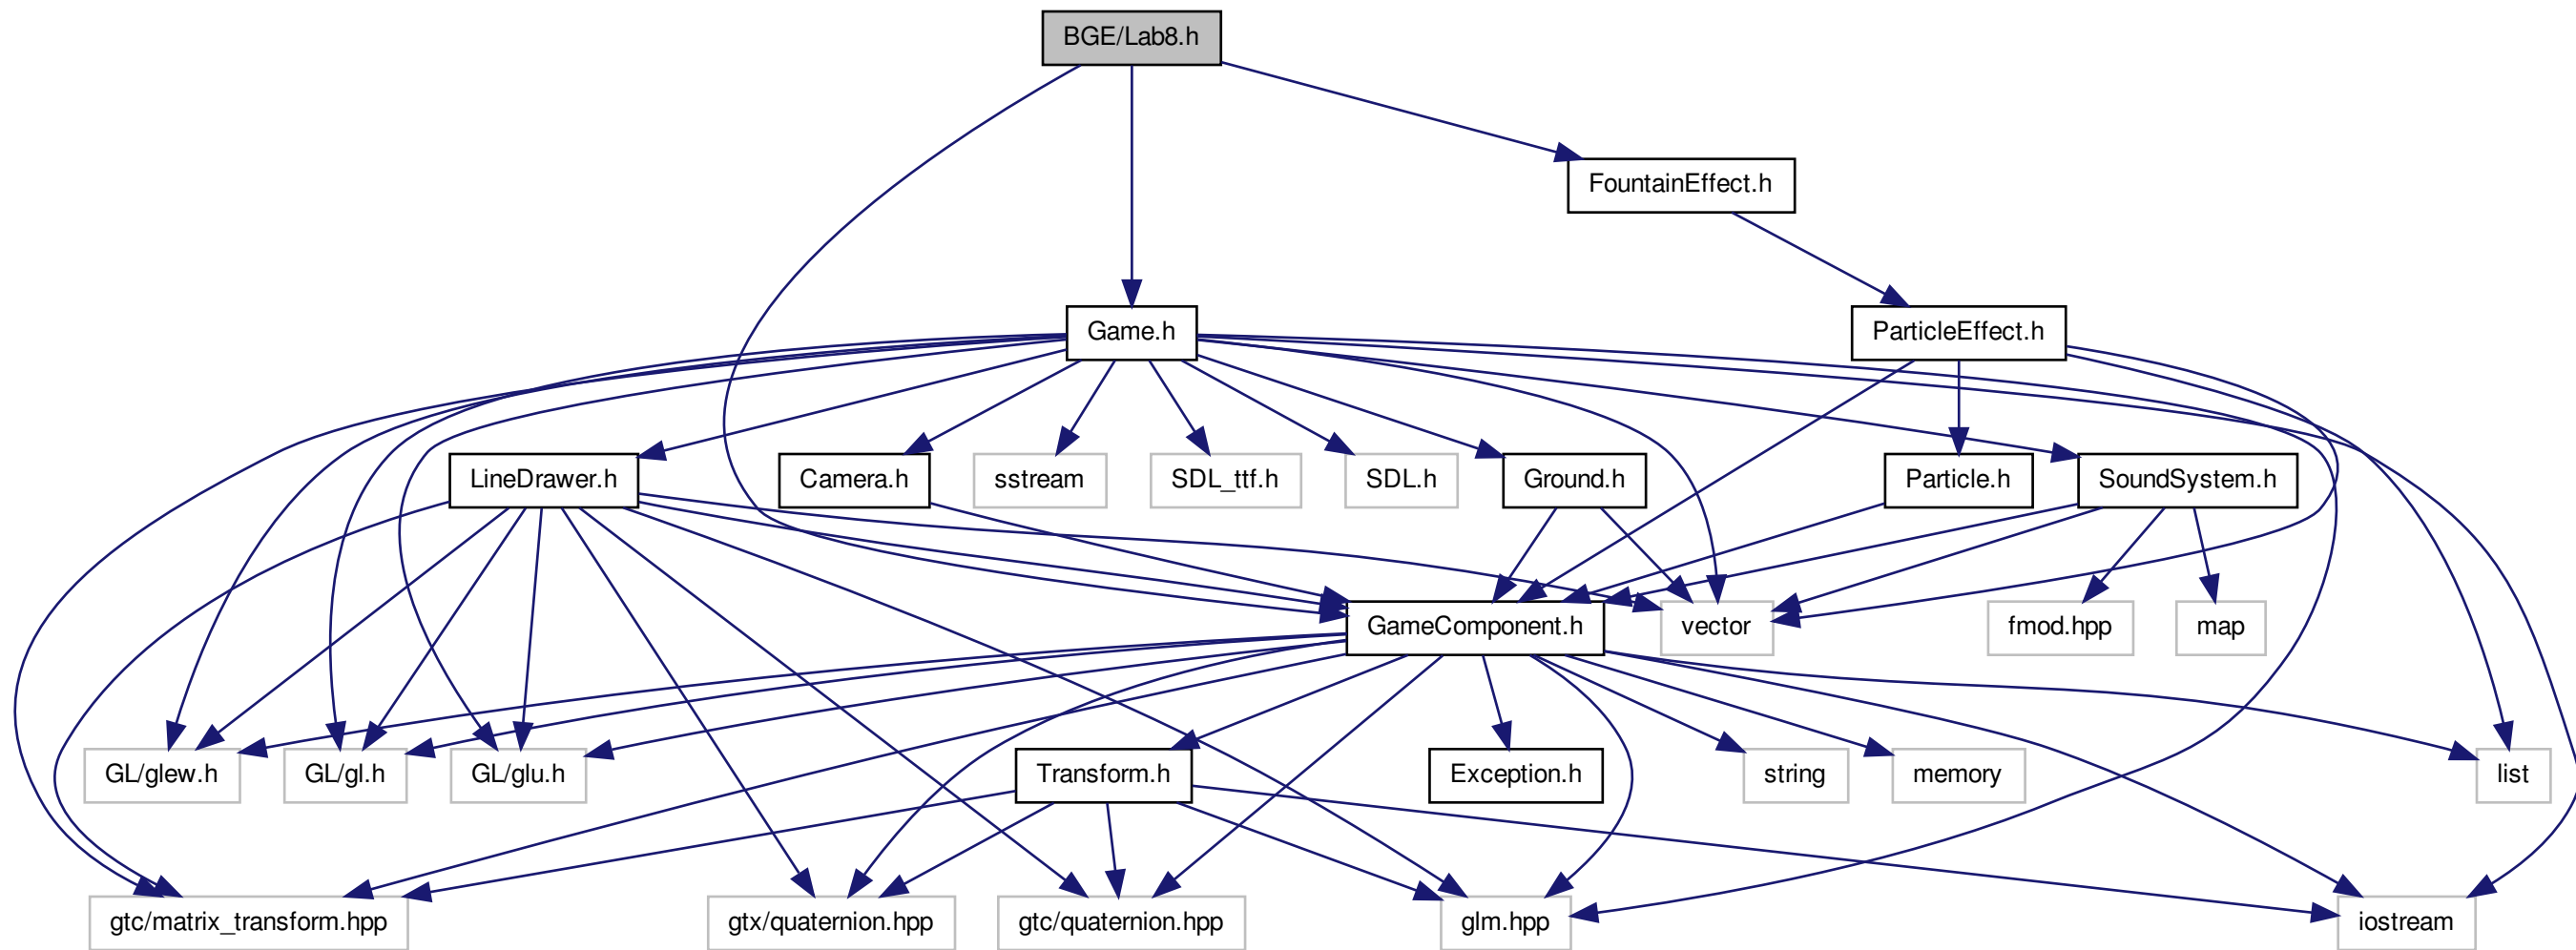 BGE/Lab8.h
FountainEffect.h
Game.h
ParticleEffect.h
LineDrawer.h
Camera.h
sstream
SDL_ttf.h
SDL.h
Ground.h
Particle.h
SoundSystem.h
GameComponent.h
vector
fmod.hpp
map
GL/glew.h
GL/gl.h
GL/glu.h
Transform.h
Exception.h
string
memory
list
gtc/matrix_transform.hpp
gtx/quaternion.hpp
gtc/quaternion.hpp
glm.hpp
iostream